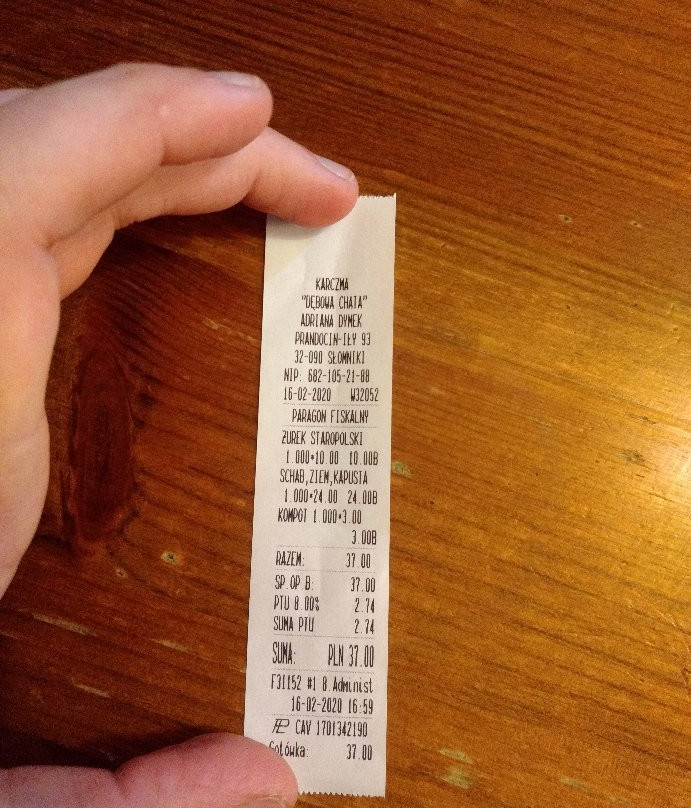 KARCZMA
"DĘBOWA CHATA"
ADRIANA DYMEK
PRANDOCIN-IŁY 93
32-090 SŁOMNIKI
NIP: 682-105-21-88
16-02-2020 W32052
PARAGON FISKALNY
ŻUREK STAROPOLSKI
1.000*10.00 10.00B
SCHAB,ZIEM,KAPUSTA
1.000*24.00 24.00B
KOMPOT 1.000*3.00
3.00B
RAZEM: 37.00
SP.OP.B: 37.00
PTU 8.00% 2.74
SUMA PTU 2.74
SUMA: PLN 37.00
F31152 #1 B.Administ
16-02-2020 16:59
CAV 1701342190
Gotówka: 37.00